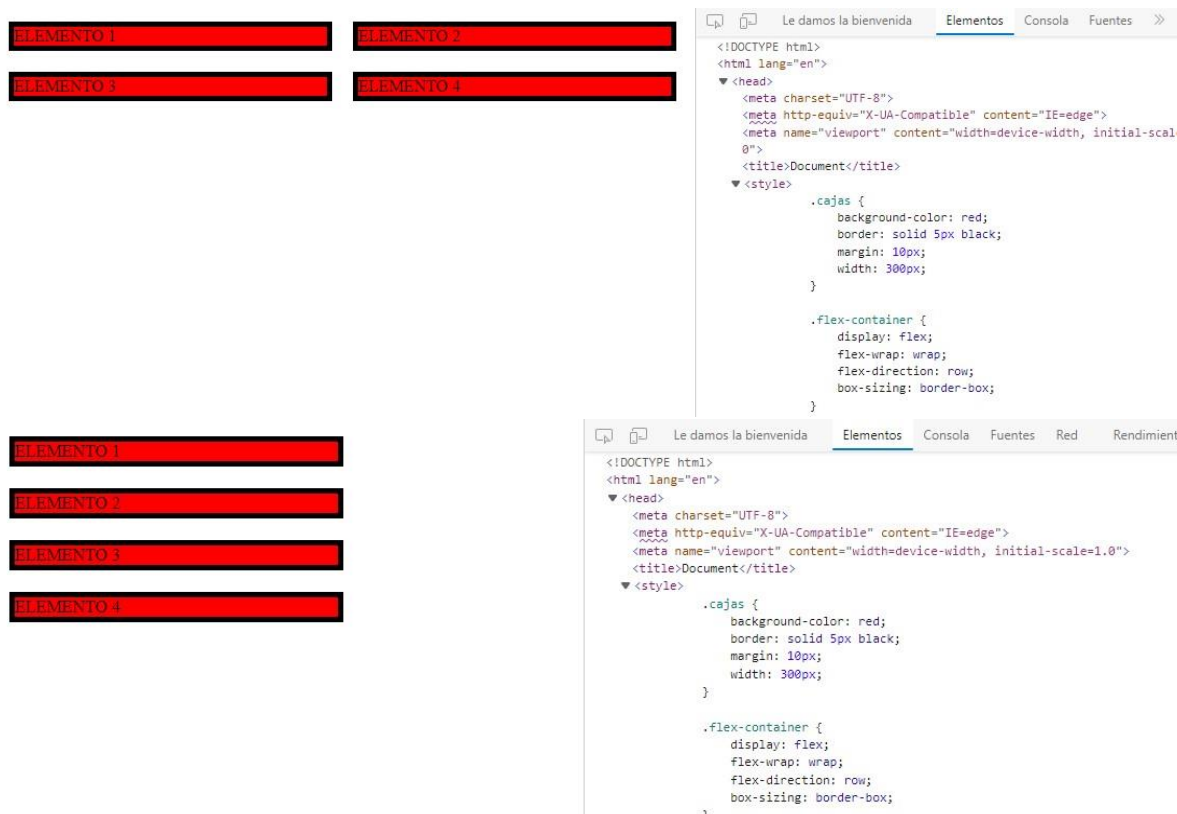 ELEMENTO 1 ELEMENTO 2
ELEMENTO 3 ELEMENTO 4
Le damos la bienvenida Elementos Consola Fuentes »
<!DOCTYPE html>
<html lang="en">
▼ <head>
<meta charset="UTF-8">
<meta http-equiv="X-UA-Compatible" content="IE=edge">
<meta name="viewport" content="width=device-width, initial-scal
0">
<title>Document</title>
▼ <style>
.cajas {
background-color: red;
border: solid 5px black;
margin: 10px;
width: 300px;
}
.flex-container {
display: flex;
flex-wrap: wrap;
flex-direction: row;
box-sizing: border-box;
}
ELEMENTO 1
ELEMENTO 2
ELEMENTO 3
ELEMENTO 4
Le damos la bienvenida Elementos Consola Fuentes Red Rendimient
<!DOCTYPE html>
<html lang="en">
▼ <head>
<meta charset="UTF-8">
<meta http-equiv="X-UA-Compatible" content="IE=edge">
<meta name="viewport" content="width=device-width, initial-scale=1.0">
<title>Document</title>
▼ <style>
.cajas {
background-color: red;
border: solid 5px black;
margin: 10px;
width: 300px;
}
.flex-container {
display: flex;
flex-wrap: wrap;
flex-direction: row;
box-sizing: border-box;